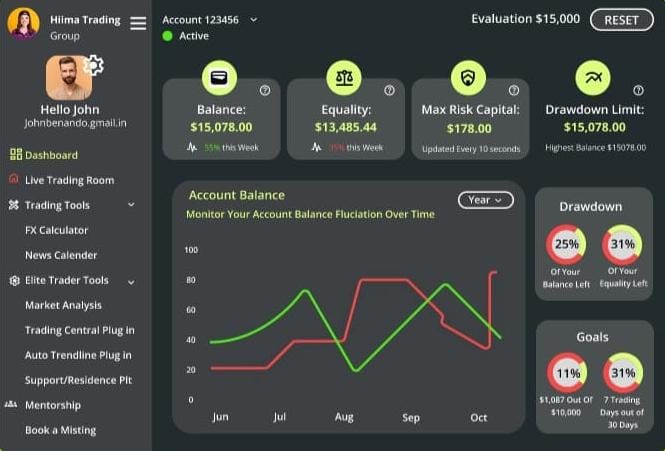 Hiima Trading
Group
Hello John
Johnbenando.gmail.in
Dashboard
Live Trading Room
Trading Tools
FX Calculator
News Calender
Elite Trader Tools
Market Analysis
Trading Central Plug in
Auto Trendline Plug in
Support/Residence Plt
Mentorship
Book a Misting
Account 123456
Active
Evaluation $15,000
RESET
Balance:
$15,078.00
55% this Week
Equality:
$13,485.44
35% this Week
Max Risk Capital:
$178.00
Updated Every 10 seconds
Drawdown Limit:
$15,078.00
Highest Balance $15078.00
Account Balance
Monitor Your Account Balance Fluciation Over Time
Year
100
80
60
40
20
0
Jun Jul Aug Sep Oct
Drawdown
25% 31%
Of Your
Balance Left
Of Your
Equality Left
Goals
11% 31%
$1,087 Out Of
$10,000
7 Trading
Days out of
30 Days